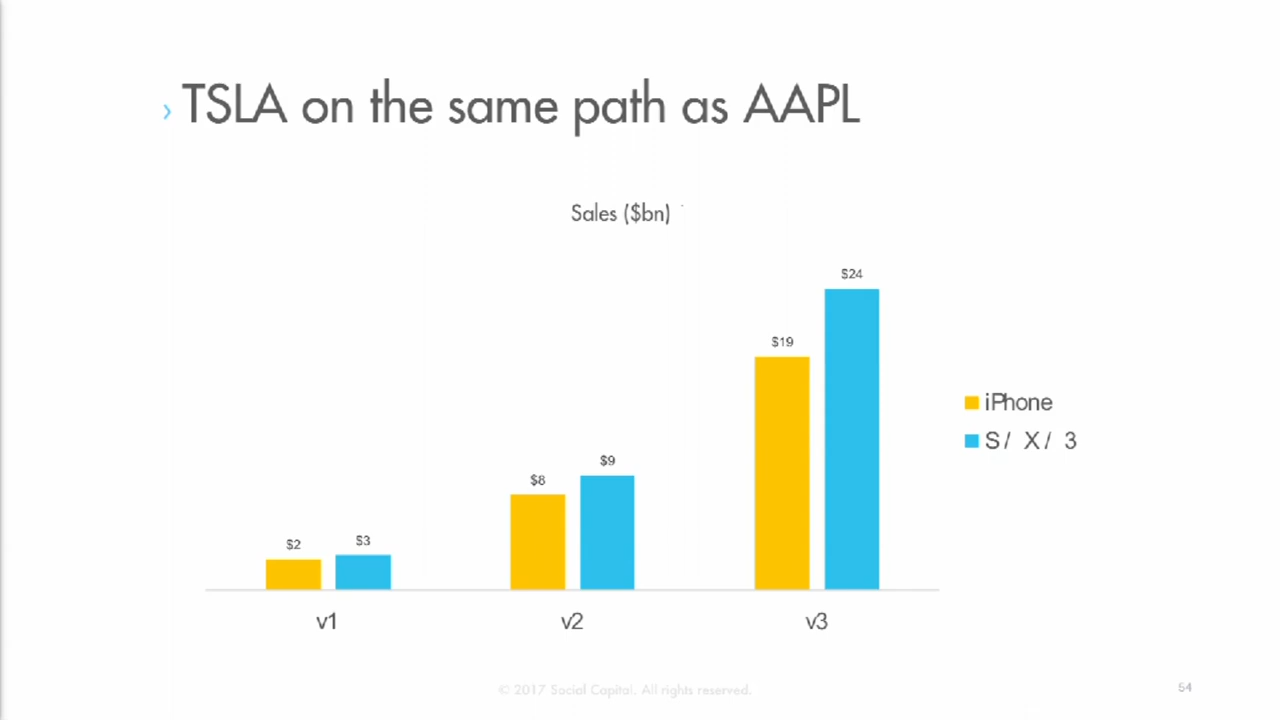 › TSLA on the same path as AAPL
Sales ($bn)
$24
$19
$9
$8
$3
$2
iPhone
S / X / 3
v1 v2 v3
© 2017 Social Capital. All rights reserved.
54